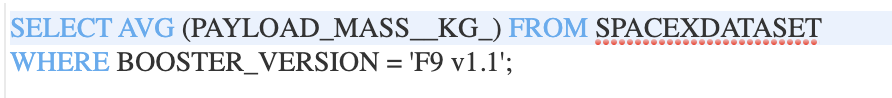 SELECT AVG (PAYLOAD_MASS__KG_) FROM SPACEXDATASET
WHERE BOOSTER_VERSION = 'F9 v1.1';